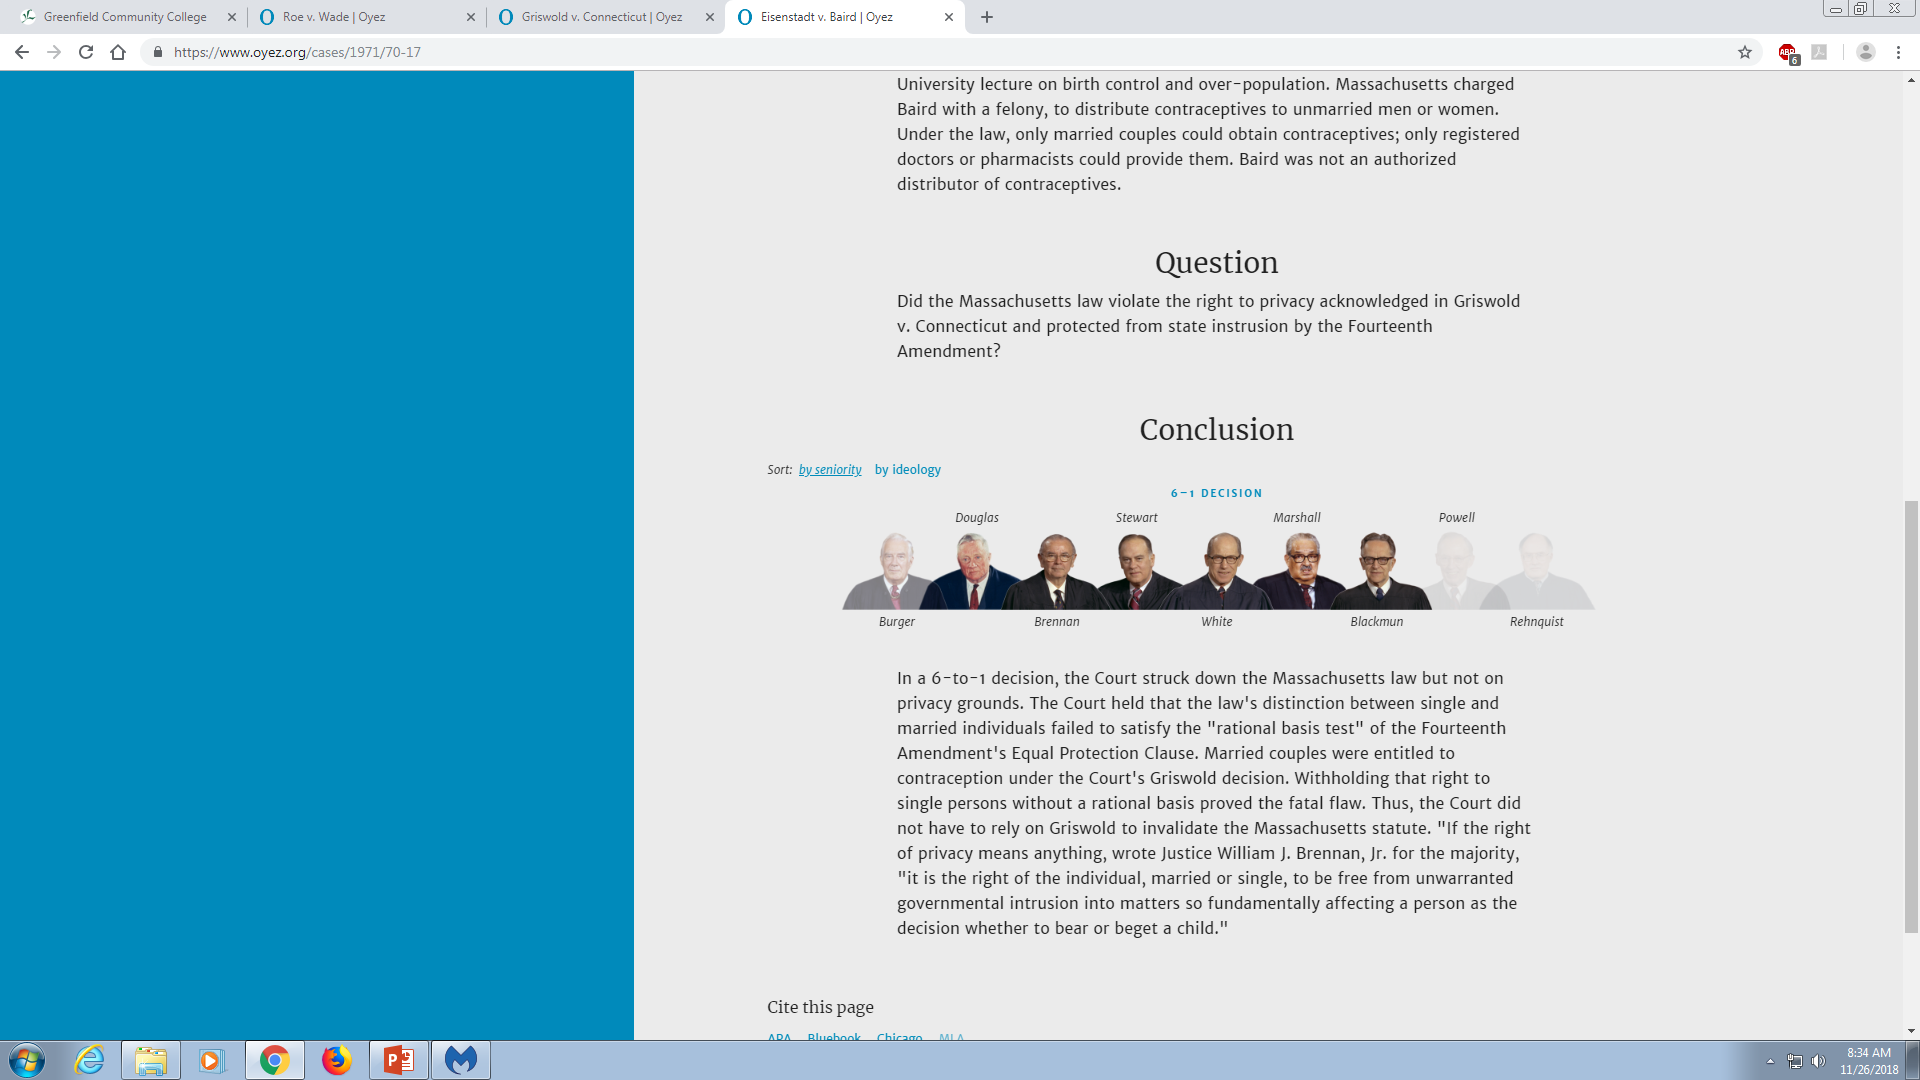 Greenfield Community College
Roe v. Wade | Oyez
Griswold v. Connecticut | Oyez
Eisenstadt v. Baird | Oyez
https://www.oyez.org/cases/1971/70-17
ABP
6
University lecture on birth control and over-population. Massachusetts charged
Baird with a felony, to distribute contraceptives to unmarried men or women.
Under the law, only married couples could obtain contraceptives; only registered
doctors or pharmacists could provide them. Baird was not an authorized
distributor of contraceptives.
Question
Did the Massachusetts law violate the right to privacy acknowledged in Griswold
v. Connecticut and protected from state instrusion by the Fourteenth
Amendment?
Conclusion
Sort: by seniority by ideology
6–1 DECISION
Douglas Stewart Marshall Powell
Burger Brennan White Blackmun Rehnquist
In a 6-to-1 decision, the Court struck down the Massachusetts law but not on
privacy grounds. The Court held that the law's distinction between single and
married individuals failed to satisfy the "rational basis test" of the Fourteenth
Amendment's Equal Protection Clause. Married couples were entitled to
contraception under the Court's Griswold decision. Withholding that right to
single persons without a rational basis proved the fatal flaw. Thus, the Court did
not have to rely on Griswold to invalidate the Massachusetts statute. "If the right
of privacy means anything, wrote Justice William J. Brennan, Jr. for the majority,
"it is the right of the individual, married or single, to be free from unwarranted
governmental intrusion into matters so fundamentally affecting a person as the
decision whether to bear or beget a child."
Cite this page
APA Bluebook Chicago MLA
P
8:34 AM
11/26/2018